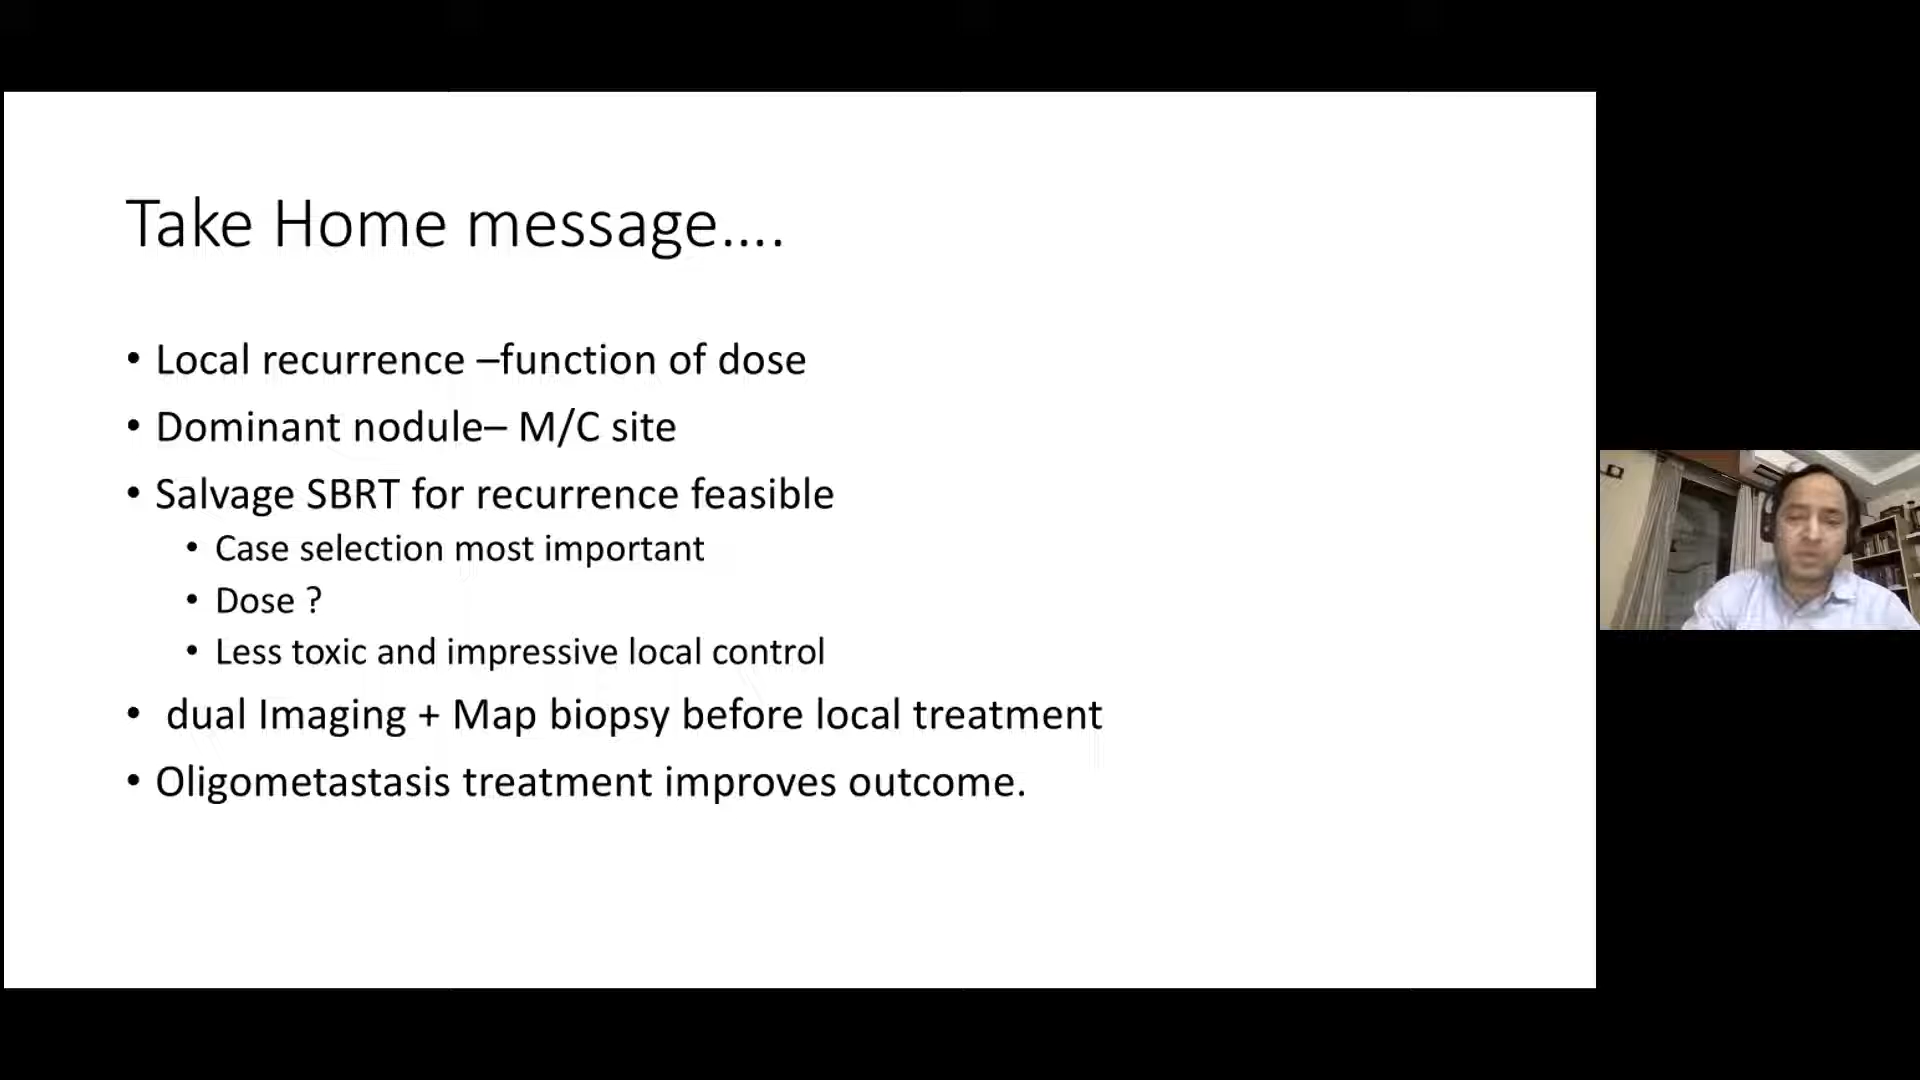 Take Home message....
• Local recurrence –function of dose
• Dominant nodule– M/C site
• Salvage SBRT for recurrence feasible
• Case selection most important
• Dose ?
• Less toxic and impressive local control
• dual Imaging + Map biopsy before local treatment
• Oligometastasis treatment improves outcome.